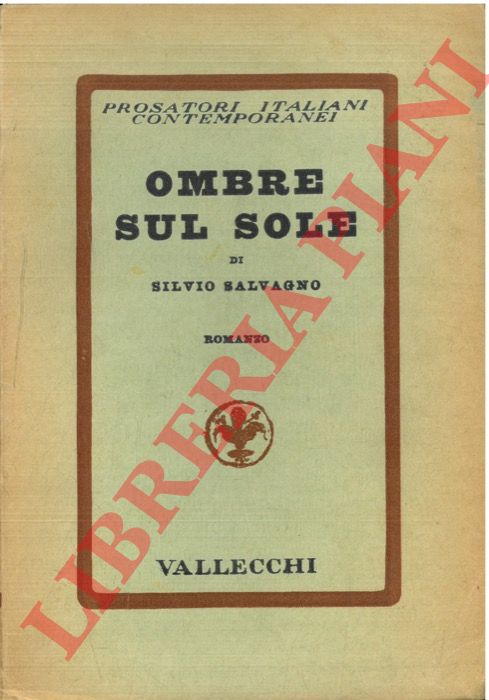 PROSATORI ITALIANI
CONTEMPORANEI
OMBRE
SUL SOLE
DI
SILVIO SALVAGNO
ROMANZO
VALLECCHI
LIBRERIA PIANI